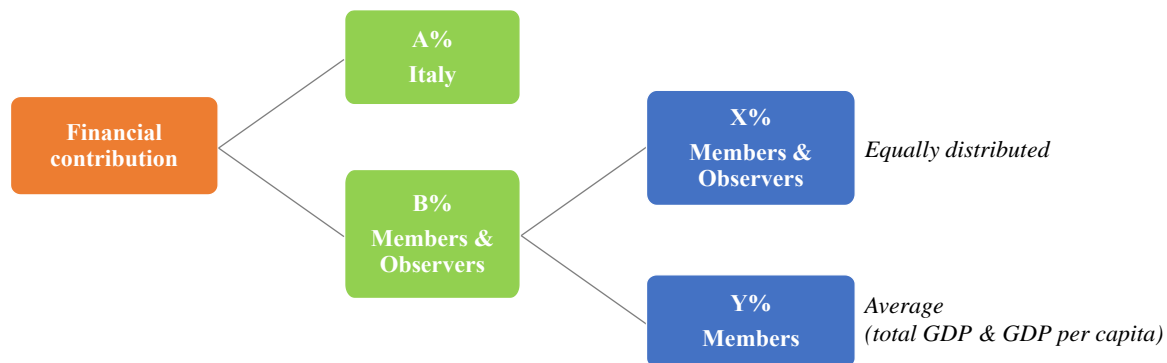 Financial
contribution
A%
Italy
B%
Members &
Observers
X%
Members &
Observers
Equally distributed
Y%
Members
Average
(total GDP & GDP per capita)